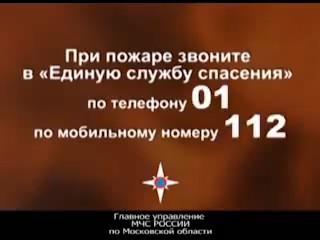 При пожаре звоните
в «Единую службу спасения»
по телефону 01
по мобильному номеру 112
Главное управление
МЧС РОССИИ
по Московской области